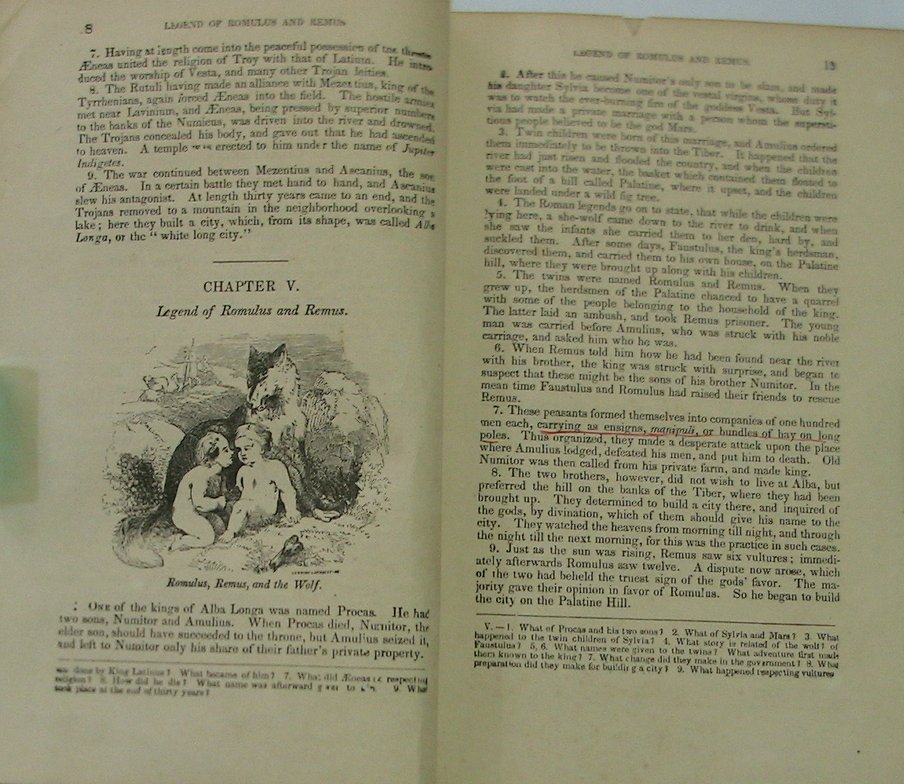 8
LEGEND OF ROMULUS AND REMUS
7. Having at length come into the peaceful possession of the throne
Æneas united the religion of Troy with that of Latium. He intro
duced the worship of Vesta, and many other Trojan deities.
8. The Rutuli having made an alliance with Mezentius, king of the
Tyrrhenians, again forced Æneas into the field. The hostile armies
met near Lavinium, and Æneas, being pressed by superior numbers
to the banks of the Numicus, was driven into the river and drowned.
The Trojans concealed his body, and gave out that he had ascended
to heaven. A temple was erected to him under the name of Jupiter
Indigetes.
9. The war continued between Mezentius and Ascanius, the son
of Æneas. In a certain battle they met hand to hand, and Ascanius
slew his antagonist. At length thirty years came to an end, and the
Trojans removed to a mountain in the neighborhood overlooking a
lake; here they built a city, which, from its shape, was called Alba
Longa, or the “ white long city.”
CHAPTER V.
Legend of Romulus and Remus.
Romulus, Remus, and the Wolf.
One of the kings of Alba Longa was named Procas. He had
two sons, Numitor and Amulius. When Procas died, Numitor, the
elder son, should have succeeded to the throne, but Amulius seized it,
and left to Numitor only his share of their father's private property.
was done by King Latinus? What became of him? 7. What did Æneas respecting
religion? 8. How did he die? What name was afterward given to him? 9. What
took place at the end of thirty years?
LEGEND OF ROMULUS AND REMUS.
2. After this he caused Numitor's only son to be slain, and made
his daughter Sylvia become one of the vestal virgins, whose duty it
was to watch the ever-burning fire of the goddess Vesta. But Syl-
via had made a private marriage with a person whom the supersti-
tious people believed to be the god Mars.
3. Twin children were born of this marriage, and Amulius ordered
them immediately to be thrown into the Tiber. It happened that the
river had just risen and flooded the country, and when the children
were cast into the water, the basket which contained them floated to
the foot of a hill called Palatine, where it upset, and the children
were landed under a wild fig tree.
4. The Roman legends go on to state, that while the children were
lying here, a she-wolf came down to the river to drink, and when
she saw the infants she carried them to her den, hard by, and
suckled them. After some days, Faustulus, the king's herdsman,
discovered them, and carried them to his own house, on the Palatine
hill, where they were brought up along with his children.
5. The twins were named Romulus and Remus. When they
grew up, the herdsmen of the Palatine chanced to have a quarrel
with some of the people belonging to the household of the king.
The latter laid an ambush, and took Remus prisoner. The young
man was carried before Amulius, who was struck with his noble
carriage, and asked him who he was.
6. When Remus told him how he had been found near the river
with his brother, the king was struck with surprise, and began to
suspect that these might be the sons of his brother Numitor. In the
mean time Faustulus and Romulus had raised their friends to rescue
Remus.
7. These peasants formed themselves into companies of one hundred
men each, carrying as ensigns, manipuli, or bundles of hay on long
poles. Thus organized, they made a desperate attack upon the place
where Amulius lodged, defeated his men, and put him to death. Old
Numitor was then called from his private farm, and made king.
8. The two brothers, however, did not wish to live at Alba, but
preferred the hill on the banks of the Tiber, where they had been
brought up. They determined to build a city there, and inquired of
the gods, by divination, which of them should give his name to the
city. They watched the heavens from morning till night, and through
the night till the next morning, for this was the practice in such cases.
9. Just as the sun was rising, Remus saw six vultures; immedi-
ately afterwards Romulus saw twelve. A dispute now arose, which
of the two had beheld the truest sign of the gods' favor. The ma-
jority gave their opinion in favor of Romulus. So he began to build
the city on the Palatine Hill.
V. — 1. What of Procas and his two sons? 2. What of Sylvia and Mars? 3. What
happened to the twin children of Sylvia? 4. What story is related of the wolf? of
Faustulus? 5, 6. What names were given to the twins? What adventure first made
them known to the king? 7. What change did they make in the government? 8. What
preparation did they make for building a city? 9. What happened respecting vultures